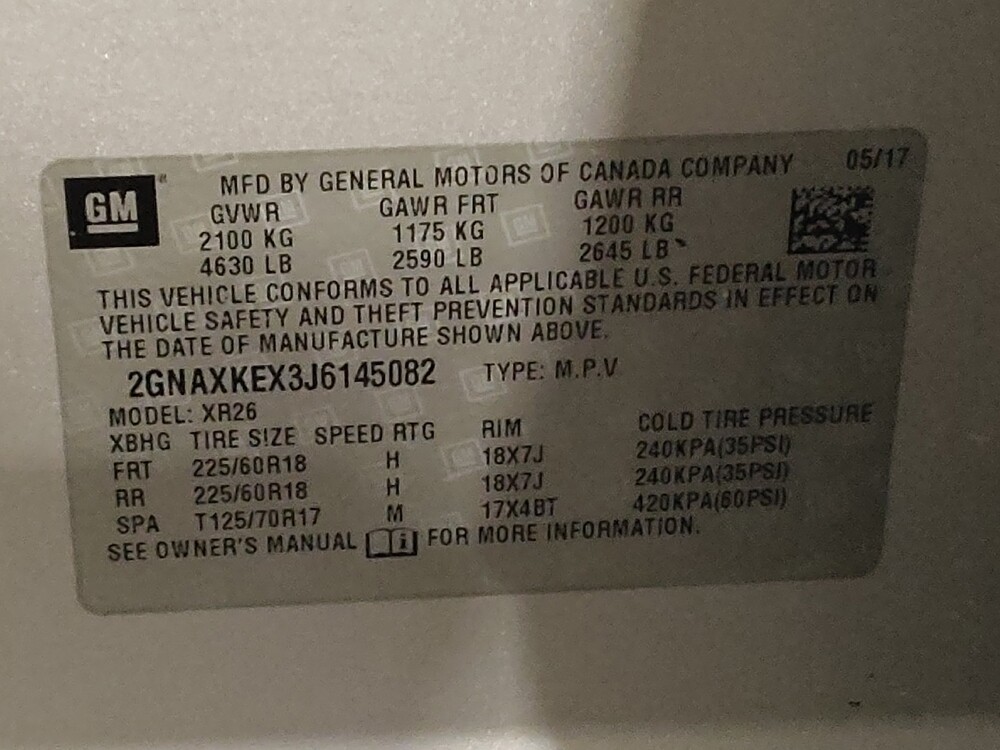 GM
MFD BY GENERAL MOTORS OF CANADA COMPANY 05/17
GVWR GAWR FRT GAWR RR
2100 KG 1175 KG 1200 KG
4630 LB 2590 LB 2645 LB
THIS VEHICLE CONFORMS TO ALL APPLICABLE U.S. FEDERAL MOTOR
VEHICLE SAFETY AND THEFT PREVENTION STANDARDS IN EFFECT ON
THE DATE OF MANUFACTURE SHOWN ABOVE.
2GNAXKEX3J6145082 TYPE: M.P.V
MODEL: XR26
XBHG TIRE SIZE SPEED RTG RIM COLD TIRE PRESSURE
FRT 225/60R18 H 18X7J 240KPA(35PSI)
RR 225/60R18 H 18X7J 240KPA(35PSI)
SPA T125/70R17 M 17X4BT 420KPA(60PSI)
SEE OWNER'S MANUAL i FOR MORE INFORMATION.